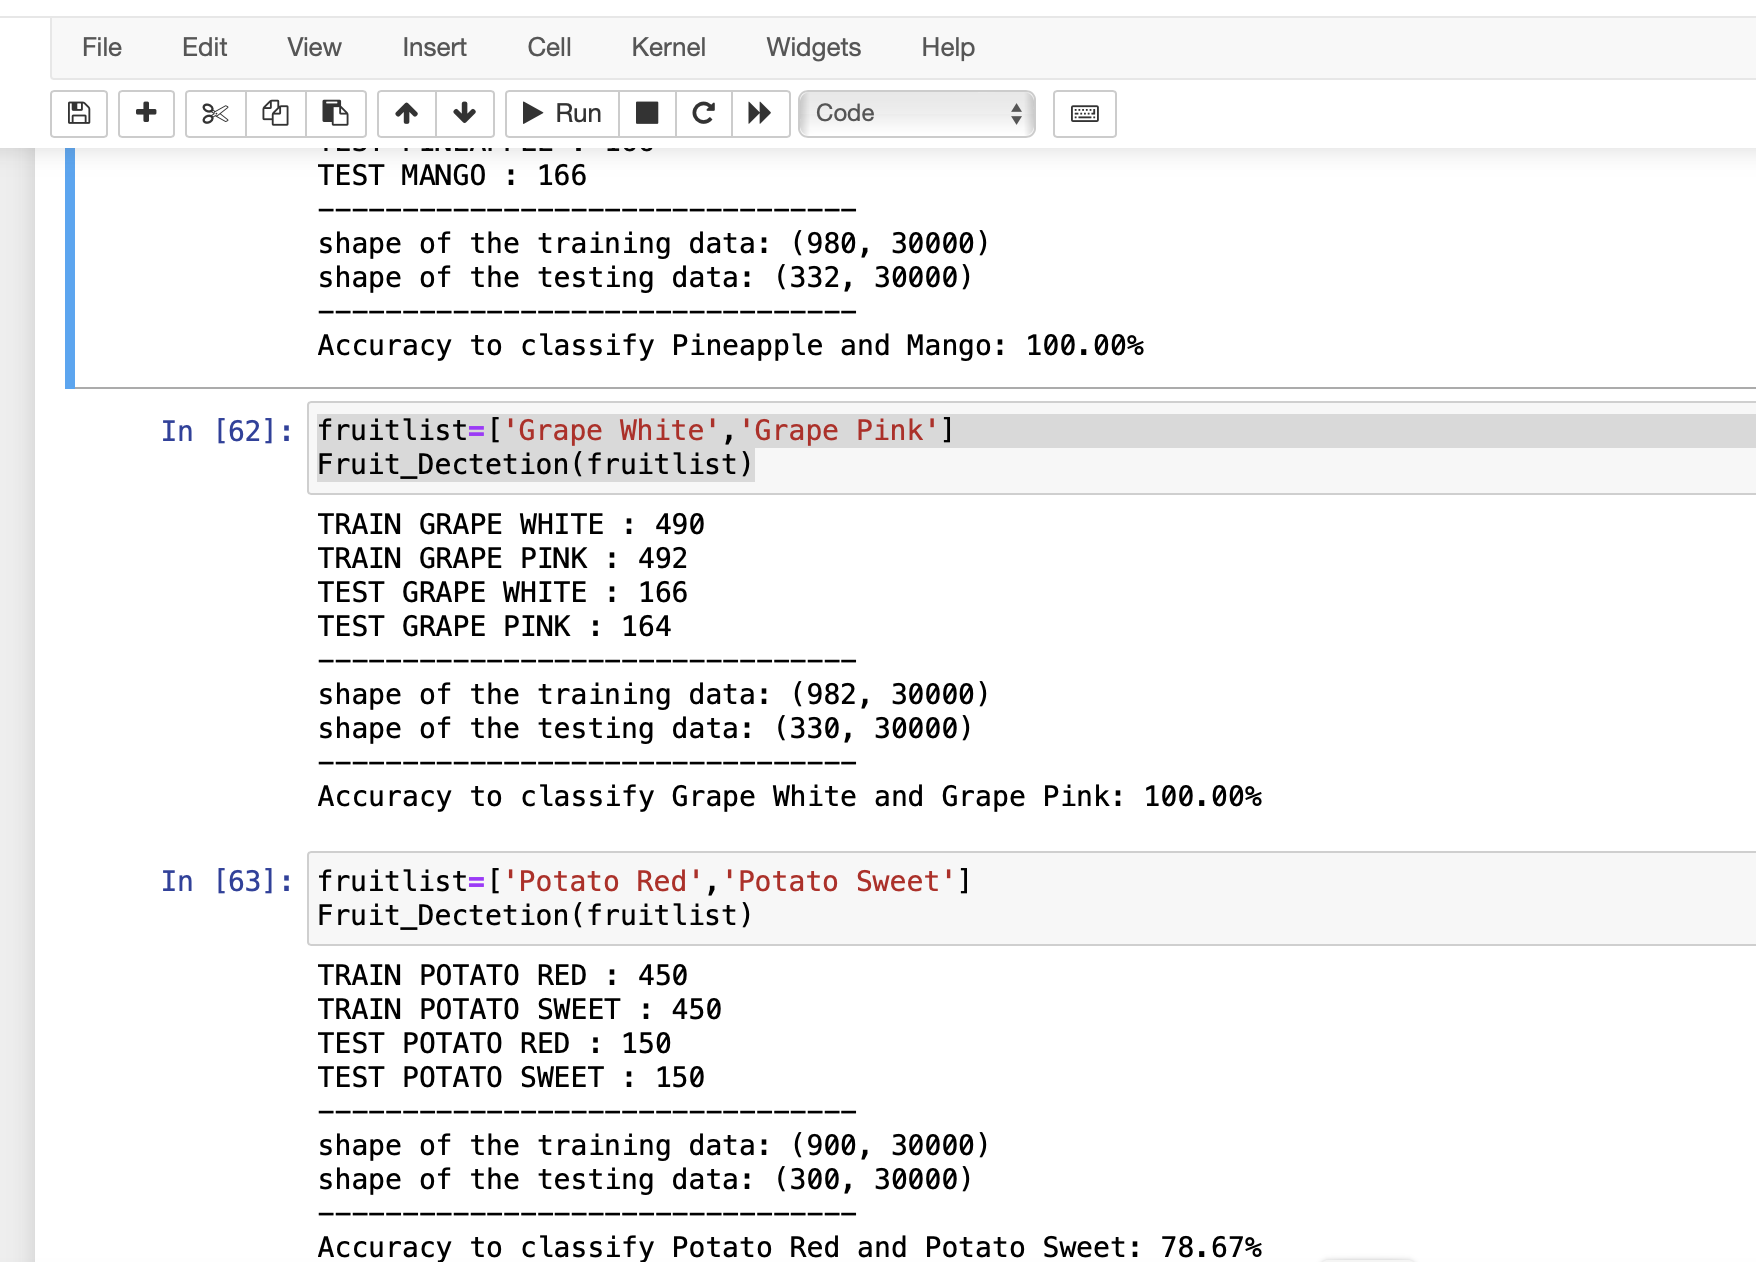 File Edit View Insert Cell Kernel Widgets Help
Run Code
TEST MANGO : 166
--------------------------------
shape of the training data: (980, 30000)
shape of the testing data: (332, 30000)
--------------------------------
Accuracy to classify Pineapple and Mango: 100.00%
In [62]: fruitlist=['Grape White','Grape Pink']
Fruit_Dectetion(fruitlist)
TRAIN GRAPE WHITE : 490
TRAIN GRAPE PINK : 492
TEST GRAPE WHITE : 166
TEST GRAPE PINK : 164
--------------------------------
shape of the training data: (982, 30000)
shape of the testing data: (330, 30000)
--------------------------------
Accuracy to classify Grape White and Grape Pink: 100.00%
In [63]: fruitlist=['Potato Red','Potato Sweet']
Fruit_Dectetion(fruitlist)
TRAIN POTATO RED : 450
TRAIN POTATO SWEET : 450
TEST POTATO RED : 150
TEST POTATO SWEET : 150
--------------------------------
shape of the training data: (900, 30000)
shape of the testing data: (300, 30000)
--------------------------------
Accuracy to classify Potato Red and Potato Sweet: 78.67%